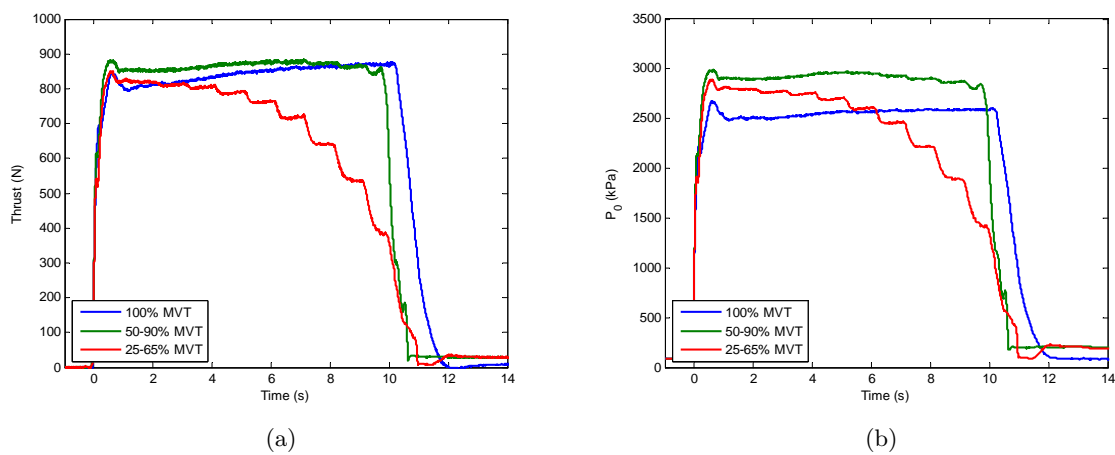 1000
900
800
700
600
500
400
300
200
100
0
Thrust (N)
100% MVT
50-90% MVT
25-65% MVT
0 2 4 6 8 10 12 14
Time (s)
(a)
3500
3000
2500
2000
1500
1000
500
0
P_0 (kPa)
100% MVT
50-90% MVT
25-65% MVT
0 2 4 6 8 10 12 14
Time (s)
(b)